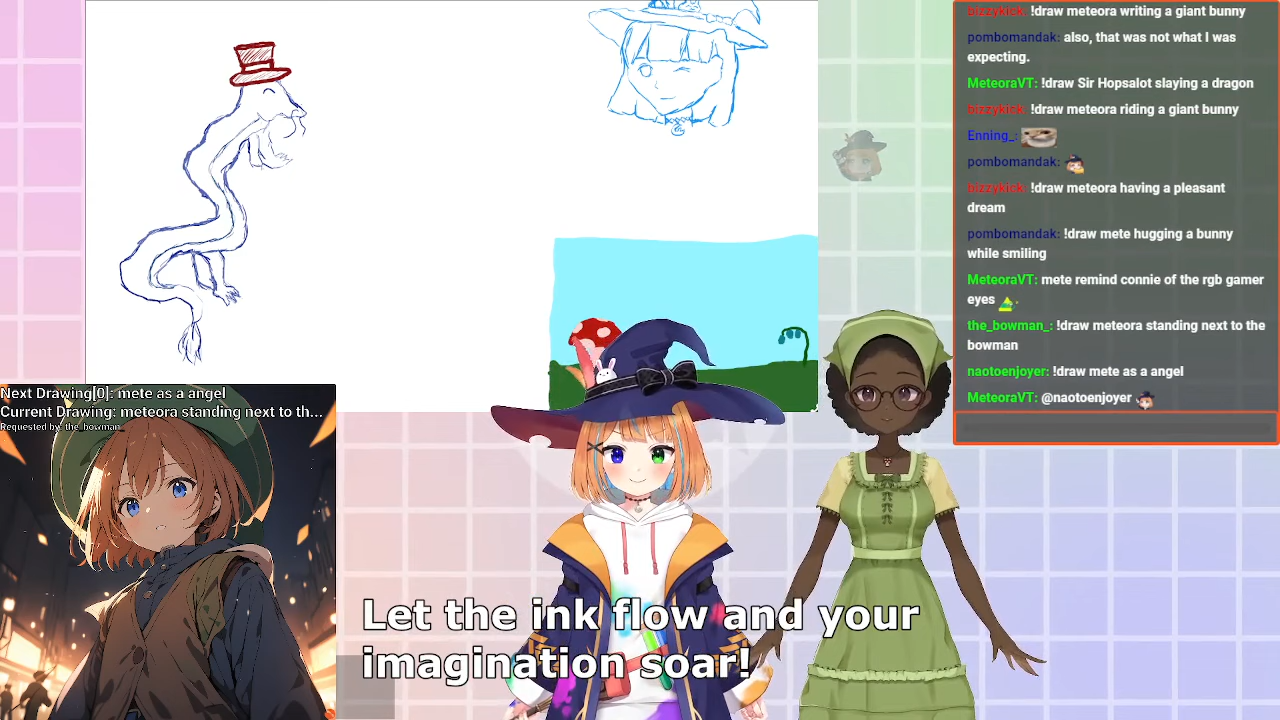 Next Drawing[0]: mete as a angel
Current Drawing: meteora standing next to th...
Requested by: the_bowman_
Let the ink flow and your
imagination soar!
bizzykick: !draw meteora writing a giant bunny
pombomandak: also, that was not what I was
expecting.
MeteoraVT: !draw Sir Hopsalot slaying a dragon
bizzykick: !draw meteora riding a giant bunny
Enning_:
pombomandak:
bizzykick: !draw meteora having a pleasant
dream
pombomandak: !draw mete hugging a bunny
while smiling
MeteoraVT: mete remind connie of the rgb gamer
eyes
the_bowman_: !draw meteora standing next to the
bowman
naotoenjoyer: !draw mete as a angel
MeteoraVT: @naotoenjoyer